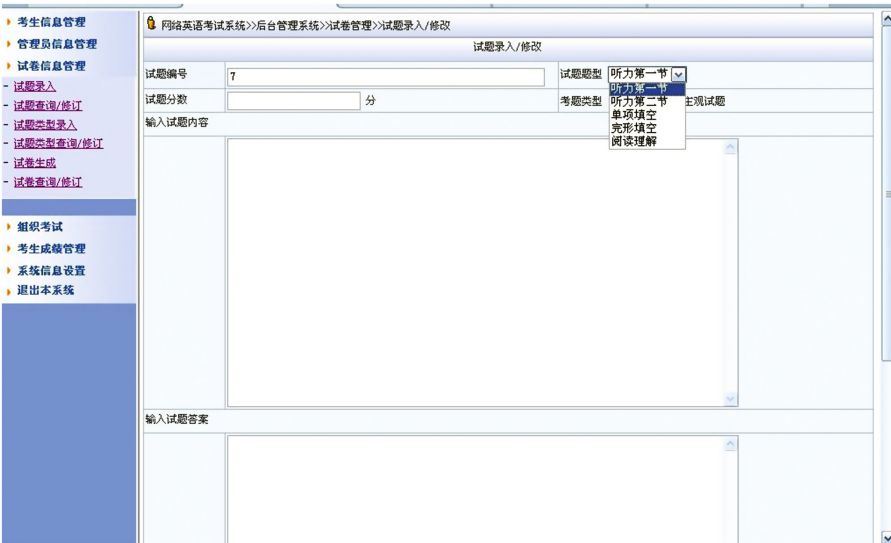 考生信息管理
管理员信息管理
试卷信息管理
- 试题录入
- 试题查询/修订
- 试题类型录入
- 试题类型查询/修订
- 试卷生成
- 试卷查询/修订
组织考试
考生成绩管理
系统信息设置
退出本系统
网络英语考试系统>>后台管理系统>>试卷管理>>试题录入/修改
试题录入/修改
试题编号 7 试题题型 听力第一节
听力第一节
试题分数 分 考题类型 听力第二节 主观试题
单项填空
完形填空
阅读理解
输入试题内容
输入试题答案